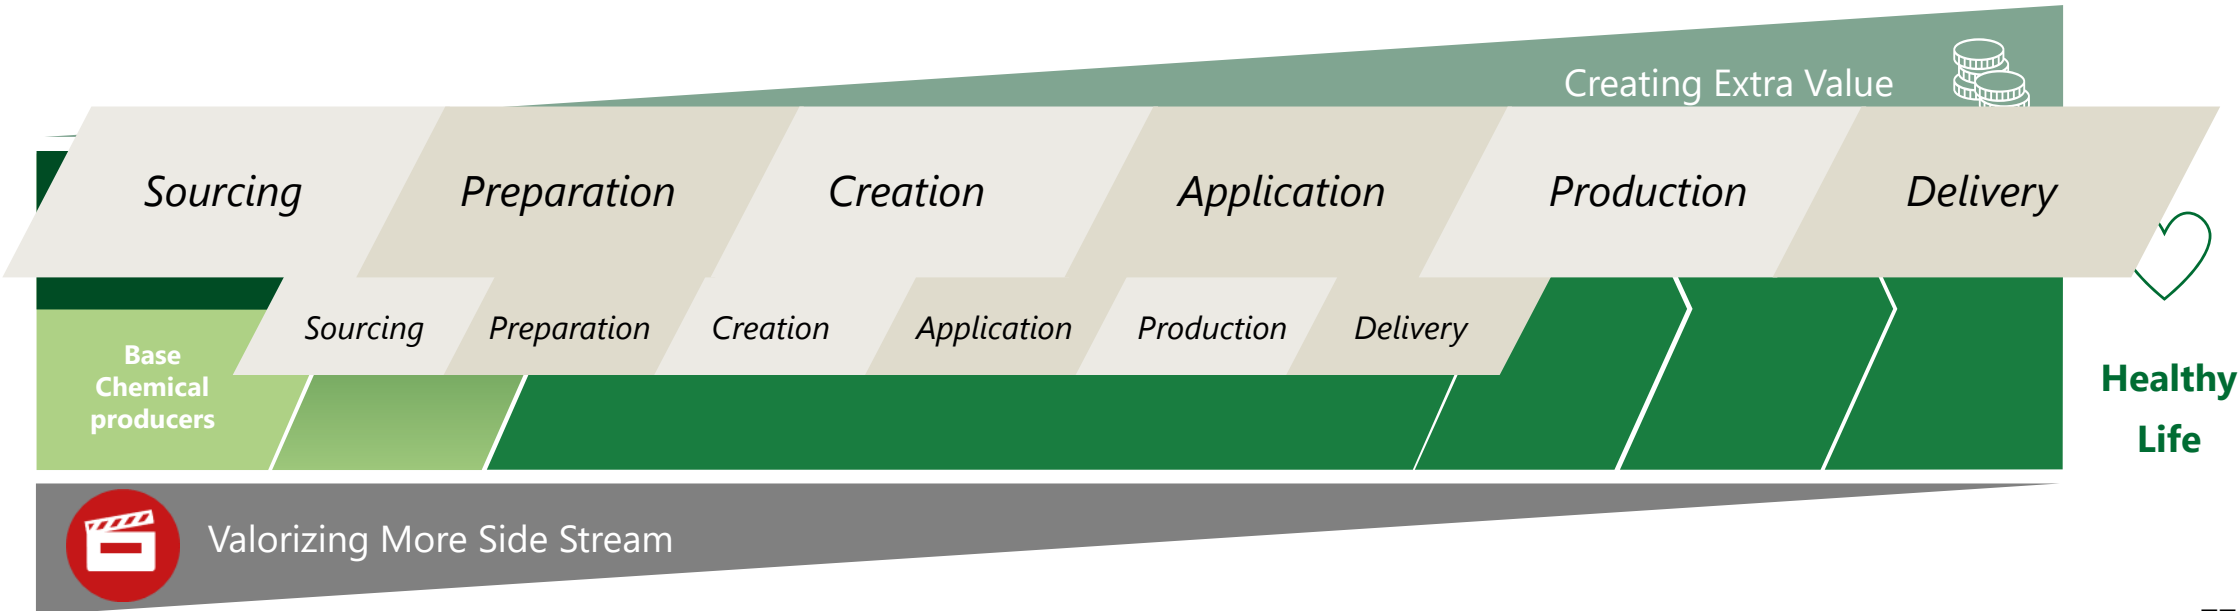 Creating Extra Value
Sourcing Preparation Creation Application Production Delivery
Sourcing Preparation Creation Application Production Delivery
Base
Chemical
producers
Healthy
Life
Valorizing More Side Stream